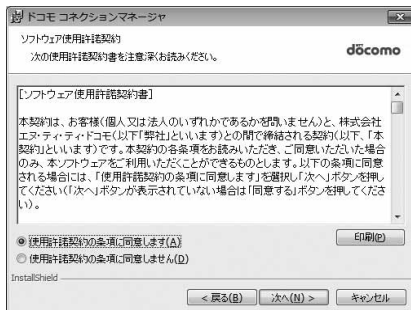 ドコモ コネクションマネージャ
ソフトウェア使用許諾契約
次の使用許諾契約書を注意深くお読みください。
döcomo
[ソフトウェア使用許諾契約書]
本契約は、お客様(個人又は法人のいずれかであるかを問いません)と、株式会社
エヌ・ティ・ティ・ドコモ(以下「弊社」といいます)との間で締結される契約(以下、「本
契約」といいます)です。本契約の各条項をお読みいただき、ご同意いただいた場合
のみ、本ソフトウェアをご利用いただくことができるものとします。以下の条項に同意
される場合には、「使用許諾契約の条項に同意します」を選択し「次へ」ボタンを押し
てください(「次へ」ボタンが表示されていない場合は「同意する」ボタンを押してくださ
い)。
使用許諾契約の条項に同意します(A)
印刷(P)
使用許諾契約の条項に同意しません(D)
InstallShield
< 戻る(B)
次へ(N) >
キャンセル